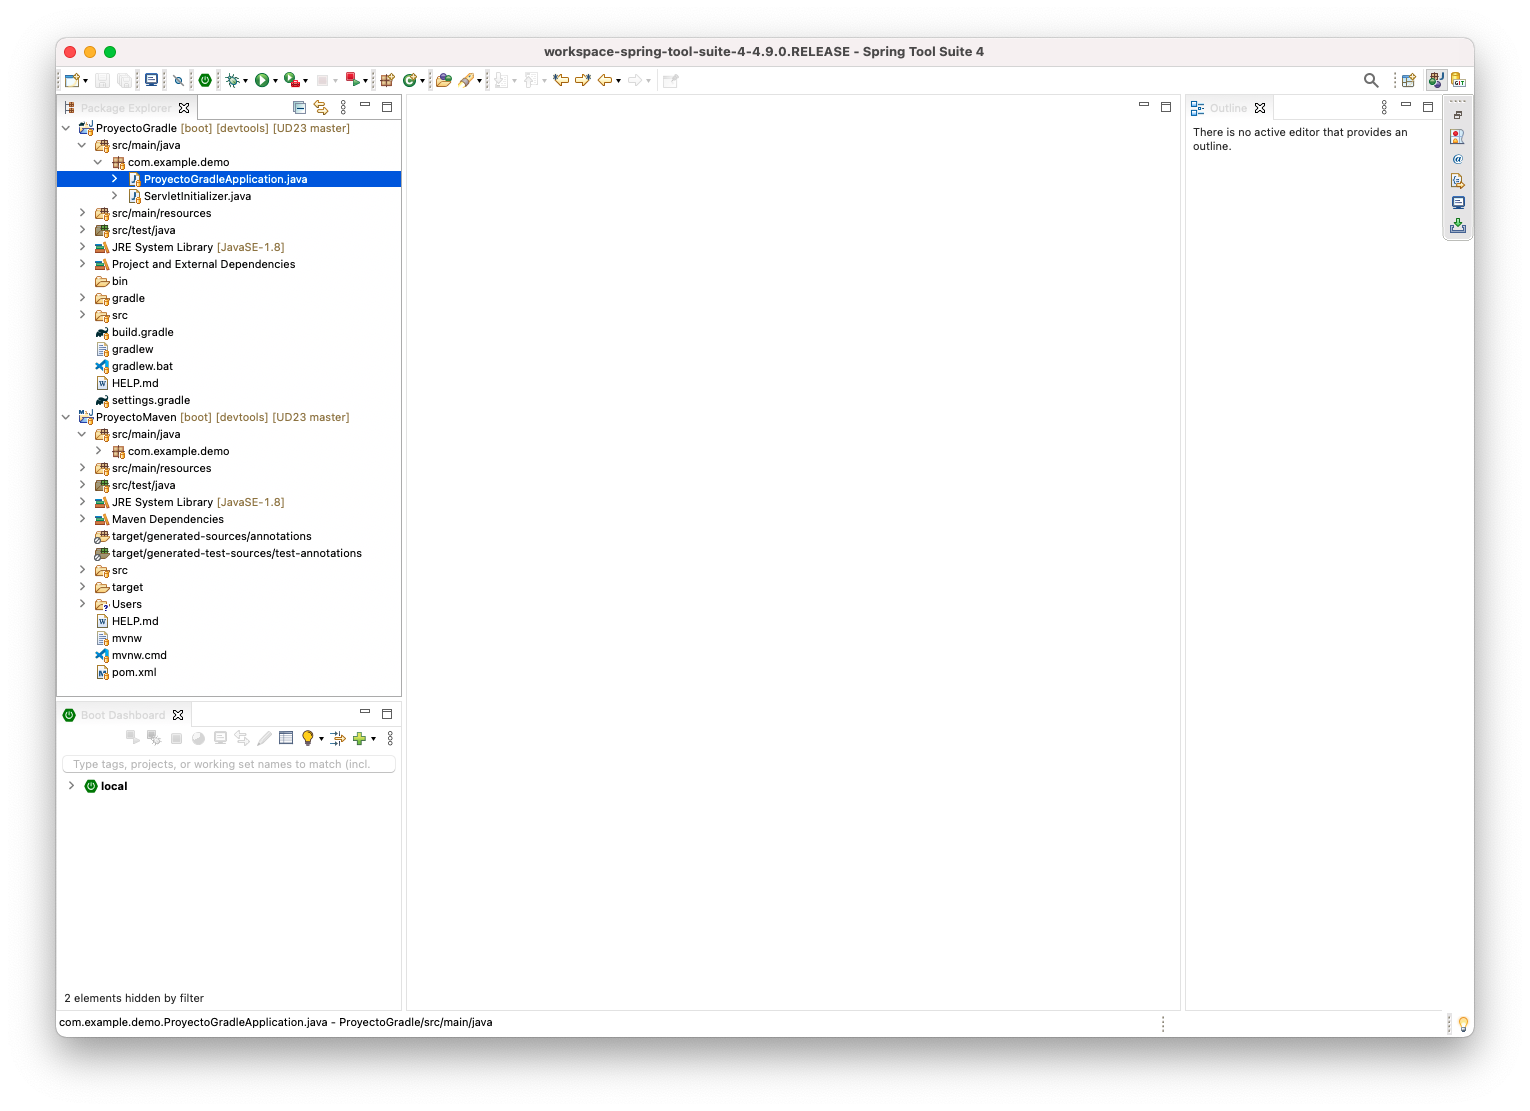 workspace-spring-tool-suite-4-4.9.0.RELEASE - Spring Tool Suite 4
Package Explorer
ProyectoGradle [boot] [devtools] [UD23 master]
src/main/java
com.example.demo
ProyectoGradleApplication.java
ServletInitializer.java
src/main/resources
src/test/java
JRE System Library [JavaSE-1.8]
Project and External Dependencies
bin
gradle
src
build.gradle
gradlew
gradlew.bat
HELP.md
settings.gradle
ProyectoMaven [boot] [devtools] [UD23 master]
src/main/java
com.example.demo
src/main/resources
src/test/java
JRE System Library [JavaSE-1.8]
Maven Dependencies
target/generated-sources/annotations
target/generated-test-sources/test-annotations
src
target
Users
HELP.md
mvnw
mvnw.cmd
pom.xml
Boot Dashboard
Type tags, projects, or working set names to match (incl.
local
2 elements hidden by filter
Outline
There is no active editor that provides an
outline.
com.example.demo.ProyectoGradleApplication.java - ProyectoGradle/src/main/java